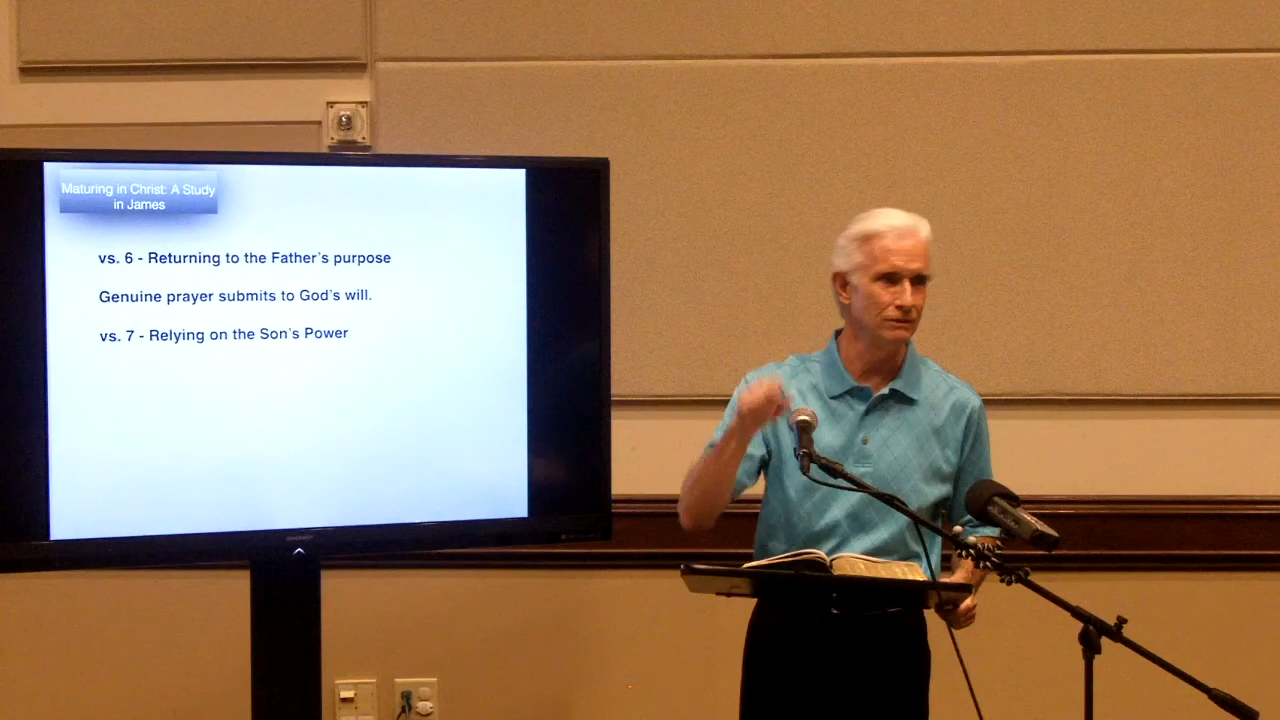 Maturing in Christ: A Study
in James
vs. 6 - Returning to the Father's purpose
Genuine prayer submits to God's will.
vs. 7 - Relying on the Son's Power
SHARP